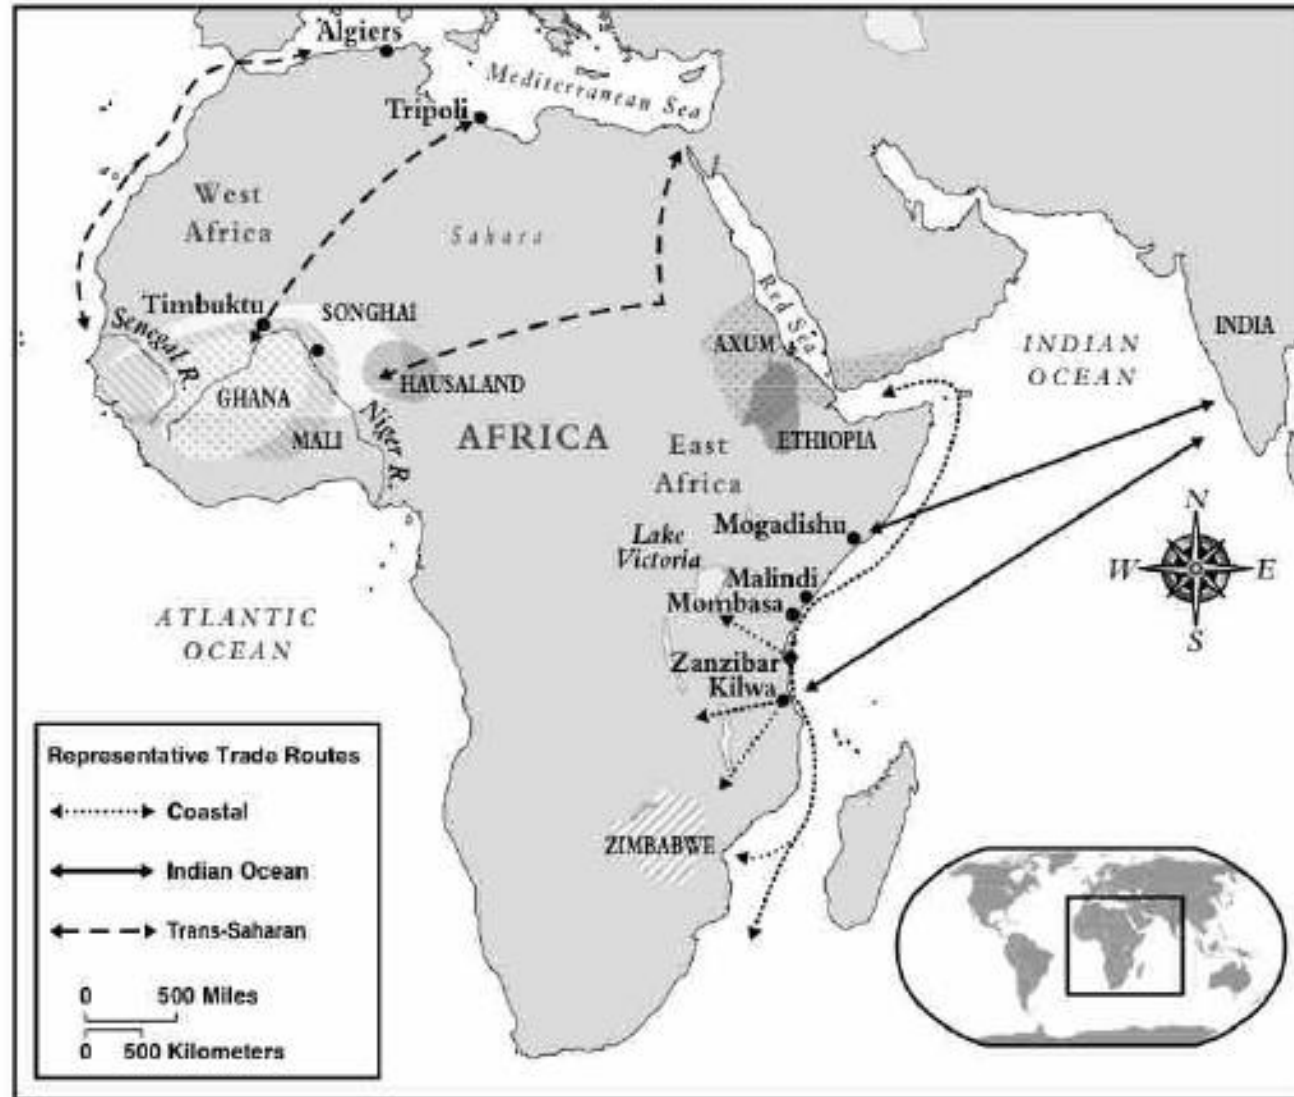 Algiers
Mediterranean Sea
Tripoli
West
Africa
Sahara
Timbuktu
SONGHAI
Senegal R.
Red Sea
AXUM
INDIA
INDIAN
OCEAN
GHANA
HAUSALAND
MALI
Niger R.
AFRICA
ETHIOPIA
East
Africa
Mogadishu
Lake
Victoria
Malindi
Mombasa
Zanzibar
Kilwa
N
W
E
S
ATLANTIC
OCEAN
ZIMBABWE
Representative Trade Routes
Coastal
Indian Ocean
Trans-Saharan
0 500 Miles
0 500 Kilometers